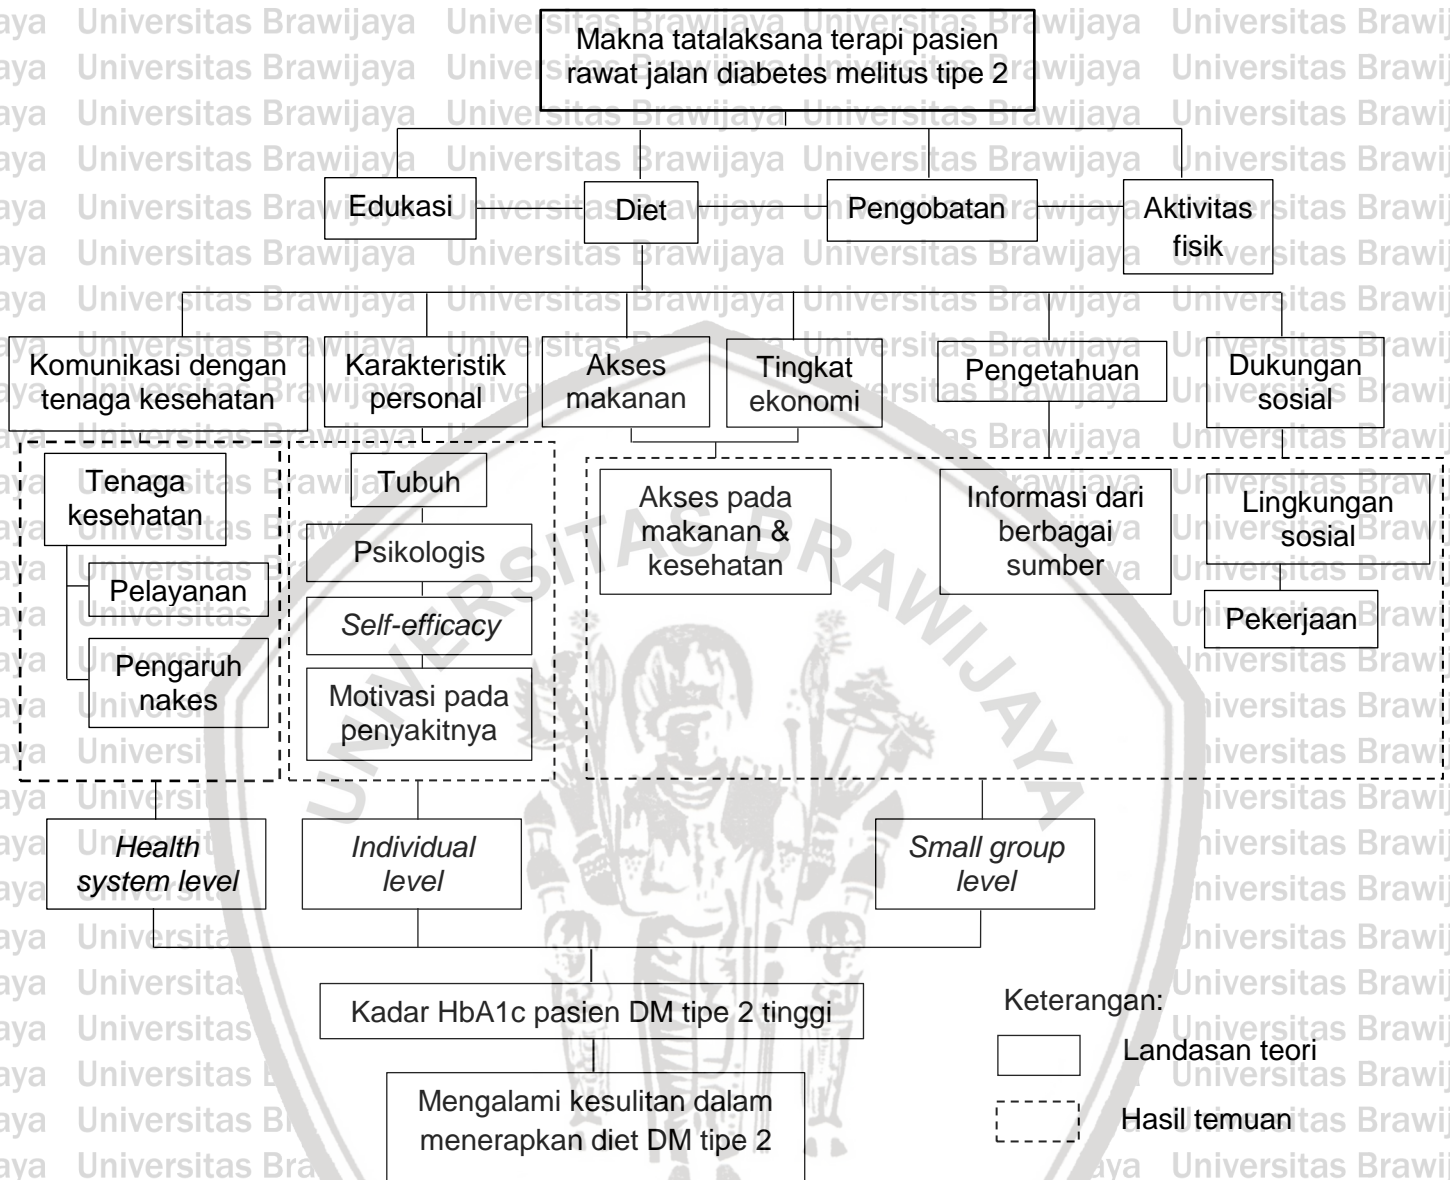 Makna tatalaksana terapi pasien
rawat jalan diabetes melitus tipe 2
Edukasi
Diet
Pengobatan
Aktivitas
fisik
Komunikasi dengan
tenaga kesehatan
Karakteristik
personal
Akses
makanan
Tingkat
ekonomi
Pengetahuan
Dukungan
sosial
Tenaga
kesehatan
Pelayanan
Pengaruh
nakes
Tubuh
Psikologis
Self-efficacy
Motivasi pada
penyakitnya
Akses pada
makanan &
kesehatan
Informasi dari
berbagai
sumber
Lingkungan
sosial
Pekerjaan
Health
system level
Individual
level
Small group
level
Kadar HbA1c pasien DM tipe 2 tinggi
Mengalami kesulitan dalam
menerapkan diet DM tipe 2
Keterangan:
Landasan teori
Hasil temuan
UNIVERSITAS BRAWIJAYA